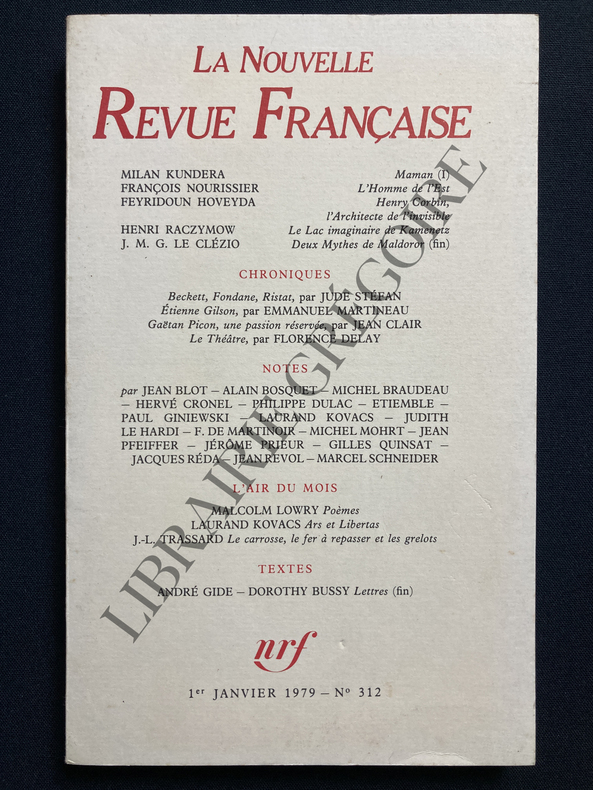 LA NOUVELLE
REVUE FRANÇAISE
MILAN KUNDERA Maman (I)
FRANÇOIS NOURISSIER L'Homme de l'Est
FEYRIDOUN HOVEYDA Henry Corbin,
l'Architecte de l'invisible
HENRI RACZYMOW Le Lac imaginaire de Kamenetz
J. M. G. LE CLÉZIO Deux Mythes de Maldoror (fin)
CHRONIQUES
Beckett, Fondane, Ristat, par JUDE STÉFAN
Étienne Gilson, par EMMANUEL MARTINEAU
Gaëtan Picon, une passion réservée, par JEAN CLAIR
Le Théâtre, par FLORENCE DELAY
NOTES
par JEAN BLOT – ALAIN BOSQUET – MICHEL BRAUDEAU
– HERVÉ CRONEL – PHILIPPE DULAC – ETIEMBLE –
PAUL GINIEWSKI – LAURAND KOVACS – JUDITH
LE HARDI – F. DE MARTINOIR – MICHEL MOHRT – JEAN
PFEIFFER – JÉRÔME PRIEUR – GILLES QUINSAT –
JACQUES RÉDA – JEAN REVOL – MARCEL SCHNEIDER
L'AIR DU MOIS
MALCOLM LOWRY Poèmes
LAURAND KOVACS Ars et Libertas
J.-L. TRASSARD Le carrosse, le fer à repasser et les grelots
TEXTES
ANDRÉ GIDE – DOROTHY BUSSY Lettres (fin)
nrf
1er JANVIER 1979 – No 312
LIBRAIRIE GRÉGOIRE